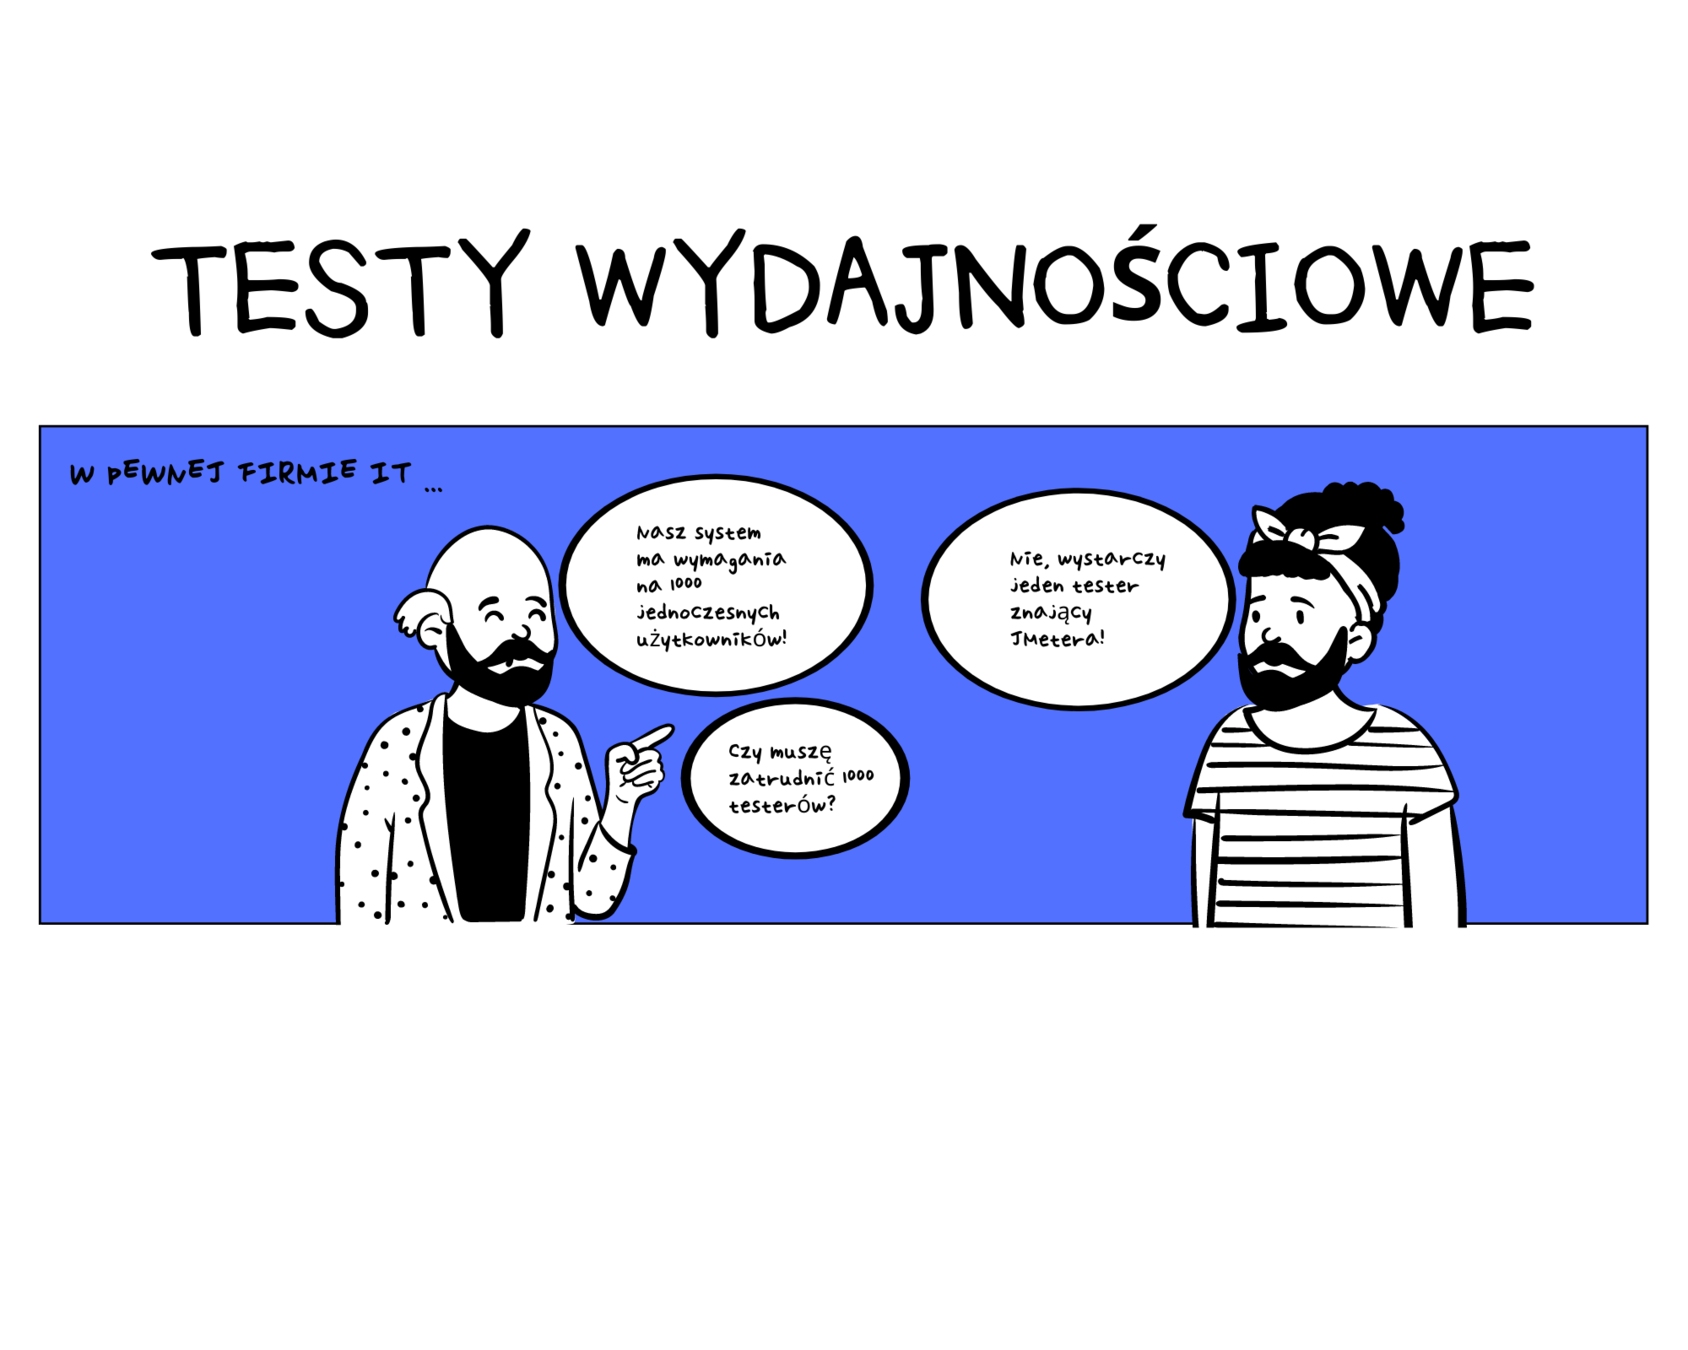 TESTY WYDAJNOŚCIOWE
W PEWNEJ FIRMIE IT ...
Nasz system
ma wymagania
na 1000
jednoczesnych
użytkowników!
Czy muszę
zatrudnić 1000
testerów?
Nie, wystarczy
jeden tester
znający
JMetera!